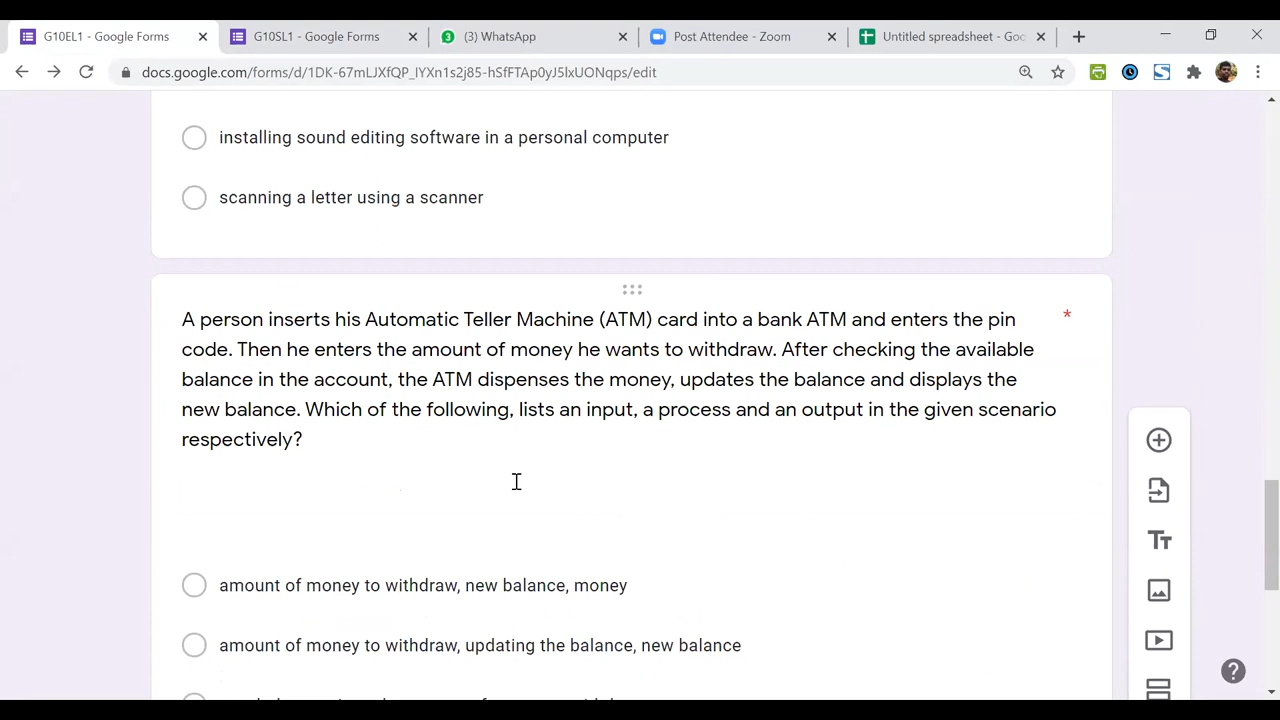 G10EL1 - Google Forms
G10SL1 - Google Forms
(3) WhatsApp
Post Attendee - Zoom
Untitled spreadsheet - Goo
docs.google.com/forms/d/1DK-67mLJXfQP_IYXn1s2j85-hSfFTAp0yJ5lxUONqps/edit
installing sound editing software in a personal computer
scanning a letter using a scanner
A person inserts his Automatic Teller Machine (ATM) card into a bank ATM and enters the pin *
code. Then he enters the amount of money he wants to withdraw. After checking the available
balance in the account, the ATM dispenses the money, updates the balance and displays the
new balance. Which of the following, lists an input, a process and an output in the given scenario
respectively?
amount of money to withdraw, new balance, money
amount of money to withdraw, updating the balance, new balance